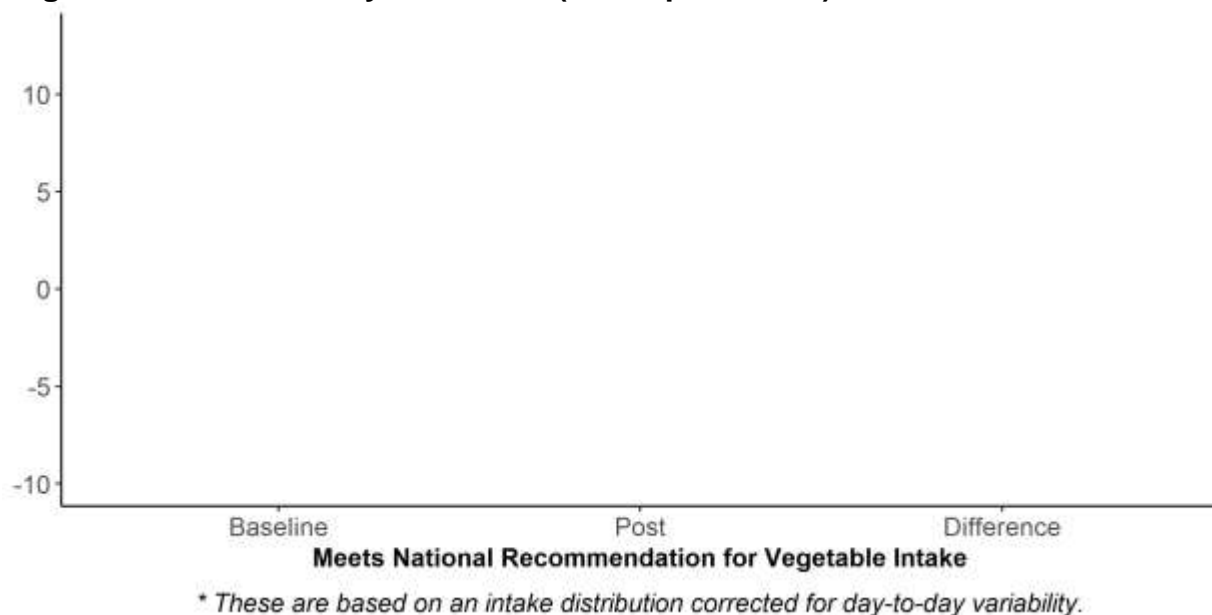 10
5
0
-5
-10
Baseline Post Difference
Meets National Recommendation for Vegetable Intake
* These are based on an intake distribution corrected for day-to-day variability.